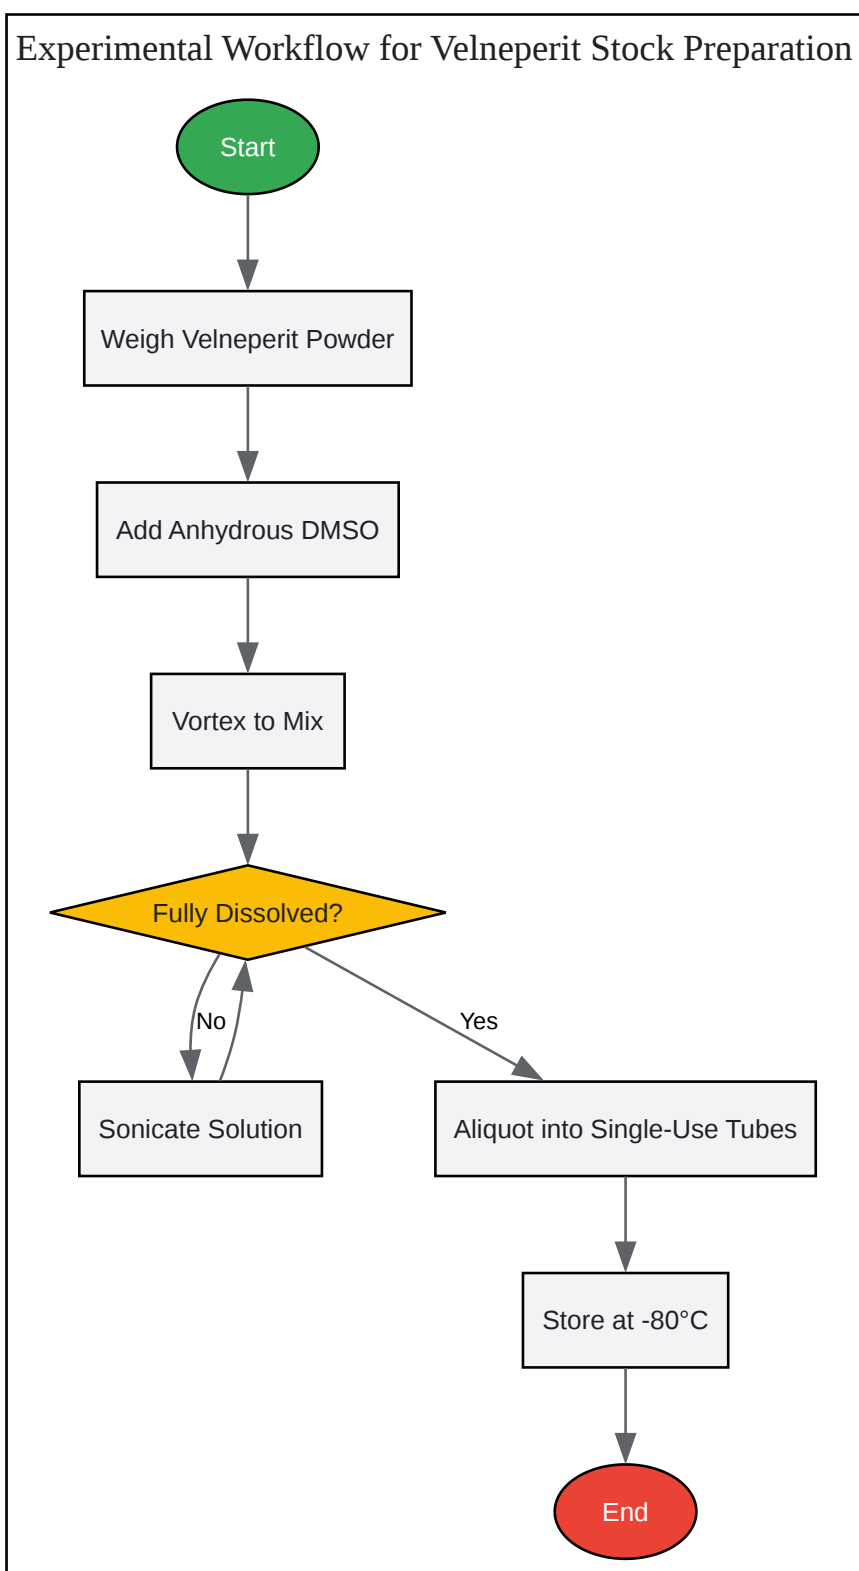 Experimental Workflow for Velneperit Stock Preparation
Start
Weigh Velneperit Powder
Add Anhydrous DMSO
Vortex to Mix
Fully Dissolved?
No
Yes
Sonicate Solution
Aliquot into Single-Use Tubes
Store at -80°C
End